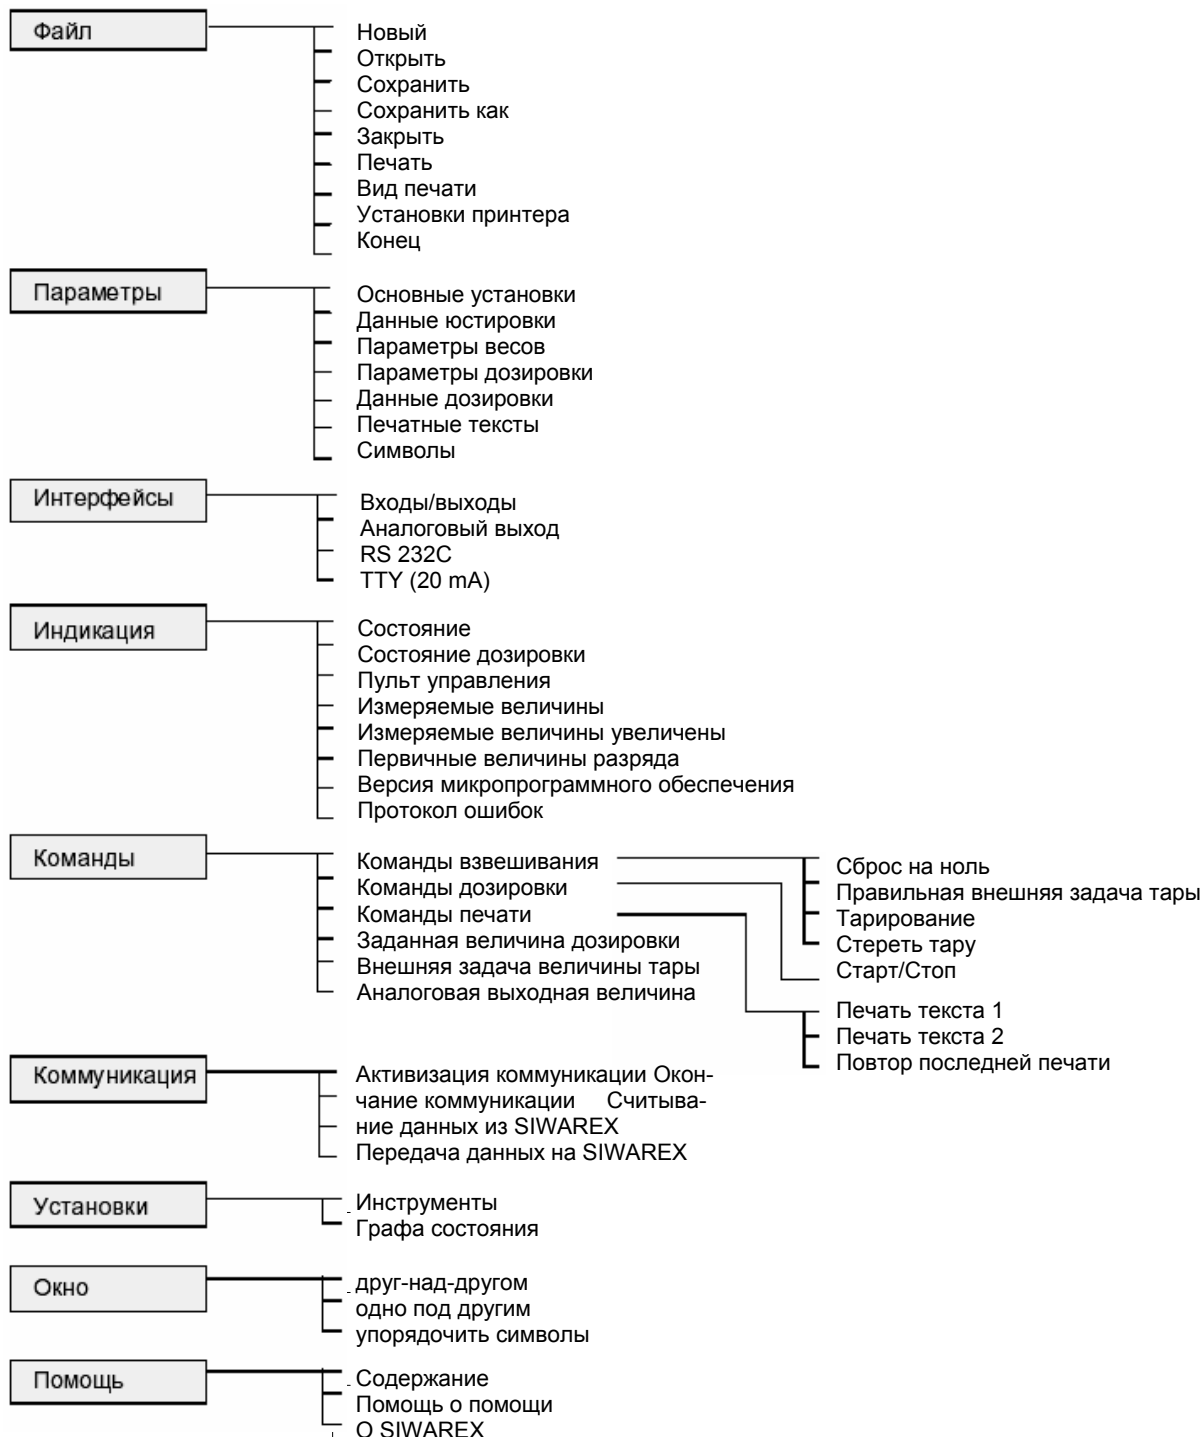 Файл
Новый
Открыть
Сохранить
Сохранить как
Закрыть
Печать
Вид печати
Установки принтера
Конец
Параметры
Основные установки
Данные юстировки
Параметры весов
Параметры дозировки
Данные дозировки
Печатные тексты
Символы
Интерфейсы
Входы/выходы
Аналоговый выход
RS 232C
TTY (20 mA)
Индикация
Состояние
Состояние дозировки
Пульт управления
Измеряемые величины
Измеряемые величины увеличены
Первичные величины разряда
Версия микропрограммного обеспечения
Протокол ошибок
Команды
Команды взвешивания
Команды дозировки
Команды печати
Заданная величина дозировки
Внешняя задача величины тары
Аналоговая выходная величина
Сброс на ноль
Правильная внешняя задача тары
Тарирование
Стереть тару
Старт/Стоп
Печать текста 1
Печать текста 2
Повтор последней печати
Коммуникация
Активизация коммуникации Окон-
чание коммуникации Считыва-
ние данных из SIWAREX
Передача данных на SIWAREX
Установки
Инструменты
Графа состояния
Окно
друг-над-другом
одно под другим
упорядочить символы
Помощь
Содержание
Помощь о помощи
О SIWAREX